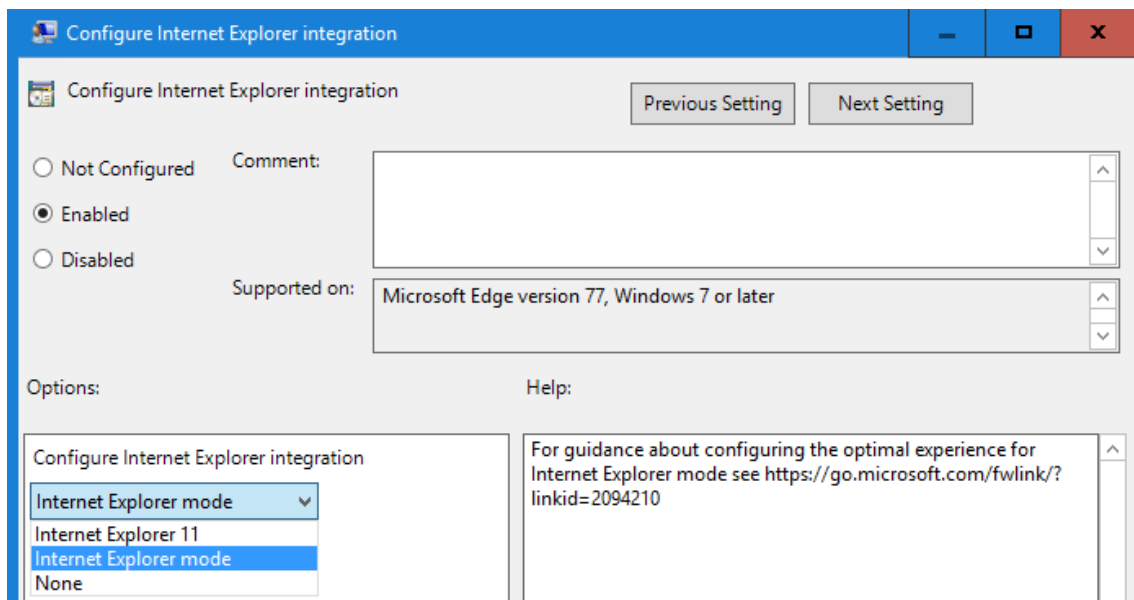 Configure Internet Explorer integration
Configure Internet Explorer integration
Previous Setting
Next Setting
Not Configured
Comment:
Enabled
Disabled
Supported on:
Microsoft Edge version 77, Windows 7 or later
Options:
Help:
Configure Internet Explorer integration
Internet Explorer mode
Internet Explorer 11
Internet Explorer mode
None
For guidance about configuring the optimal experience for
Internet Explorer mode see https://go.microsoft.com/fwlink/?
linkid=2094210